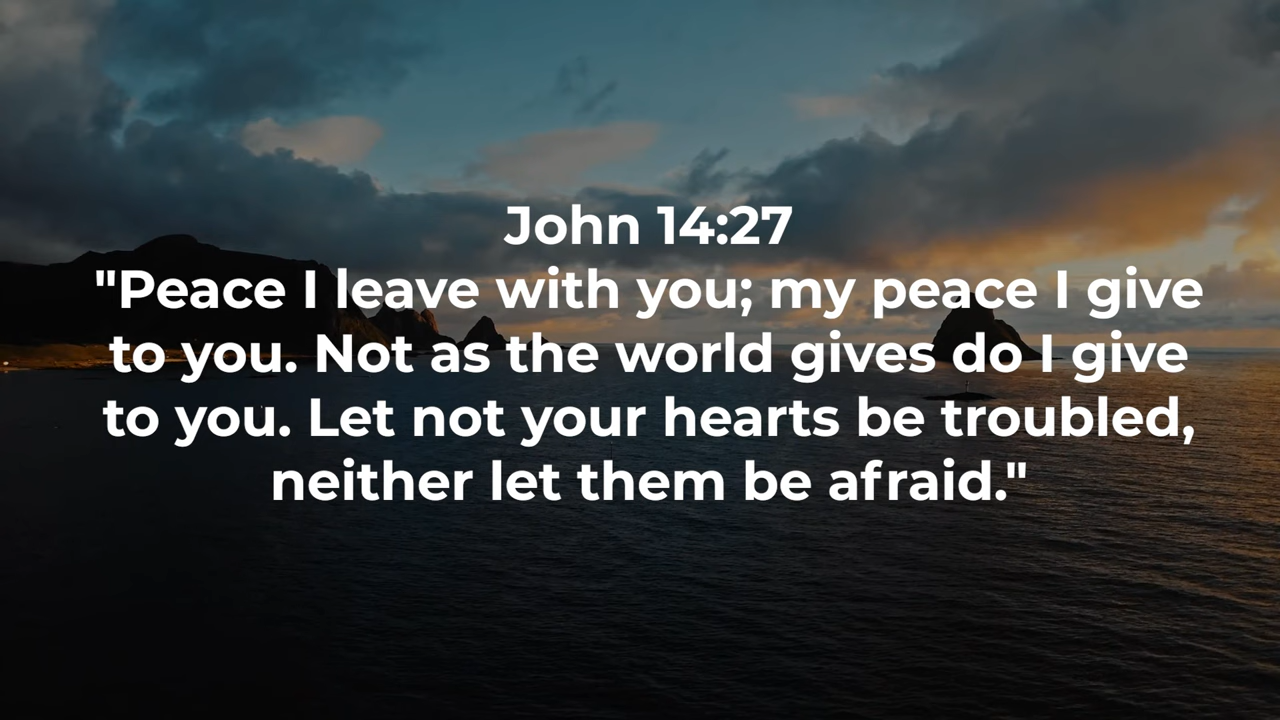 John 14:27
"Peace I leave with you; my peace I give
to you. Not as the world gives do I give
to you. Let not your hearts be troubled,
neither let them be afraid."